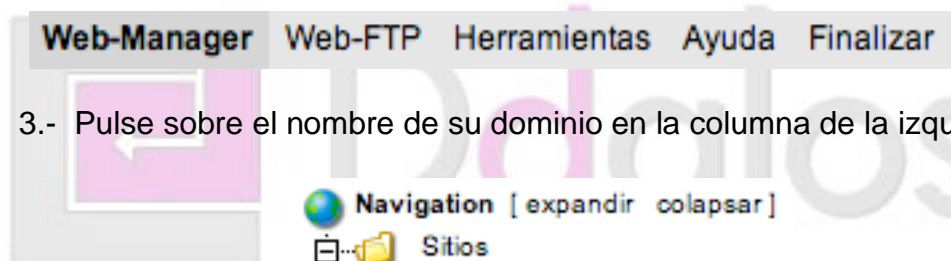 Web-Manager Web-FTP Herramientas Ayuda Finalizar
3.- Pulse sobre el nombre de su dominio en la columna de la
Navigation [ expandir colapsar ]
Sitios
Ddalos